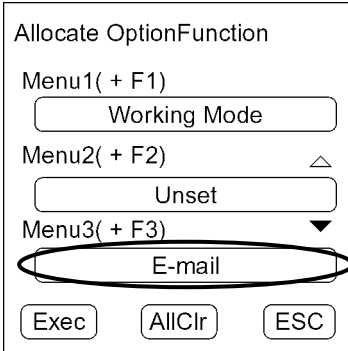 Allocate OptionFunction
Menu1( + F1)
Working Mode
Menu2( + F2)
Unset
Menu3( + F3)
E-mail
Exec AllClr ESC